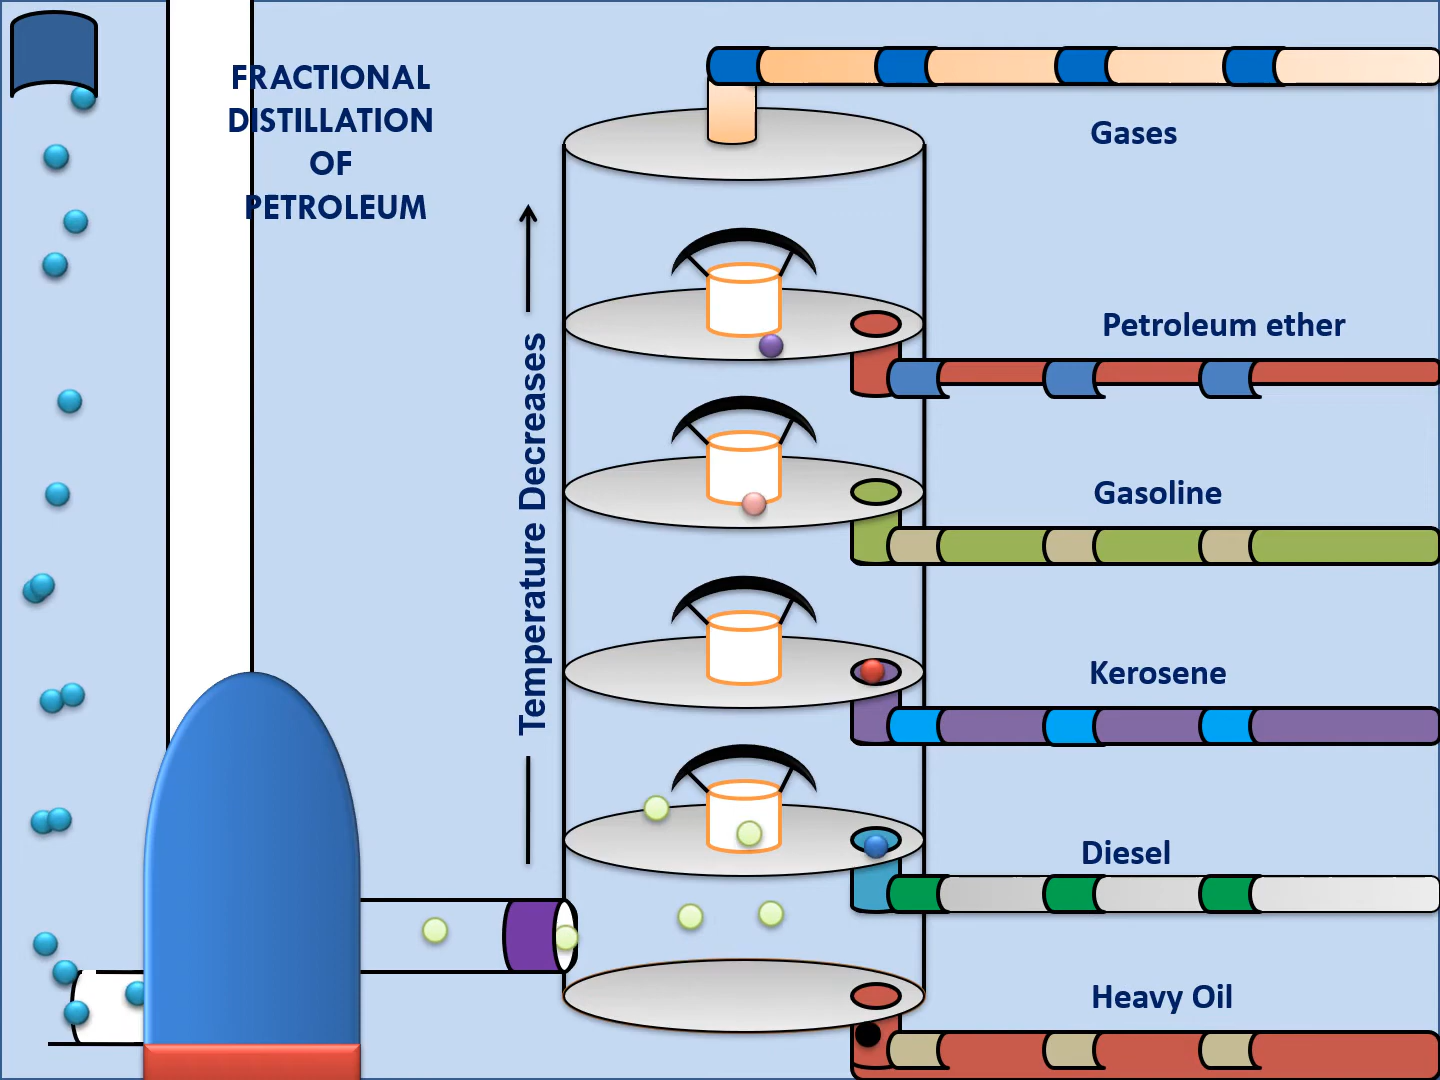 FRACTIONAL
DISTILLATION
OF
PETROLEUM
Gases
Petroleum ether
Temperature Decreases
Gasoline
Kerosene
Diesel
Heavy Oil